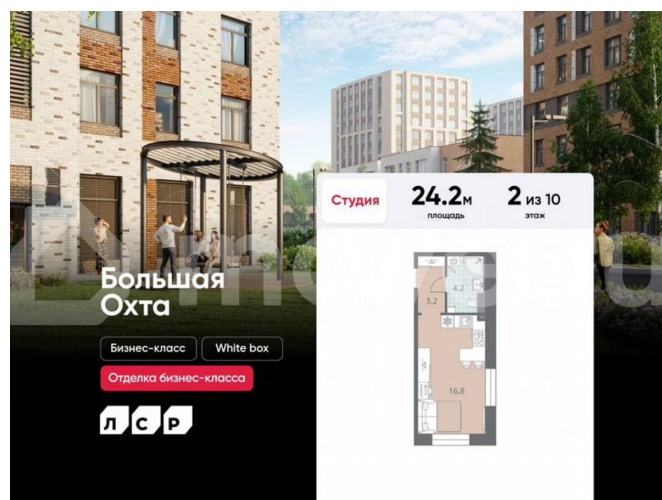 Студия
24.2м
площадь
2 из 10
этаж
Большая
Охта
Бизнес-класс
White box
Отделка бизнес-класса
ЛСР
3.2
4.2
16.8